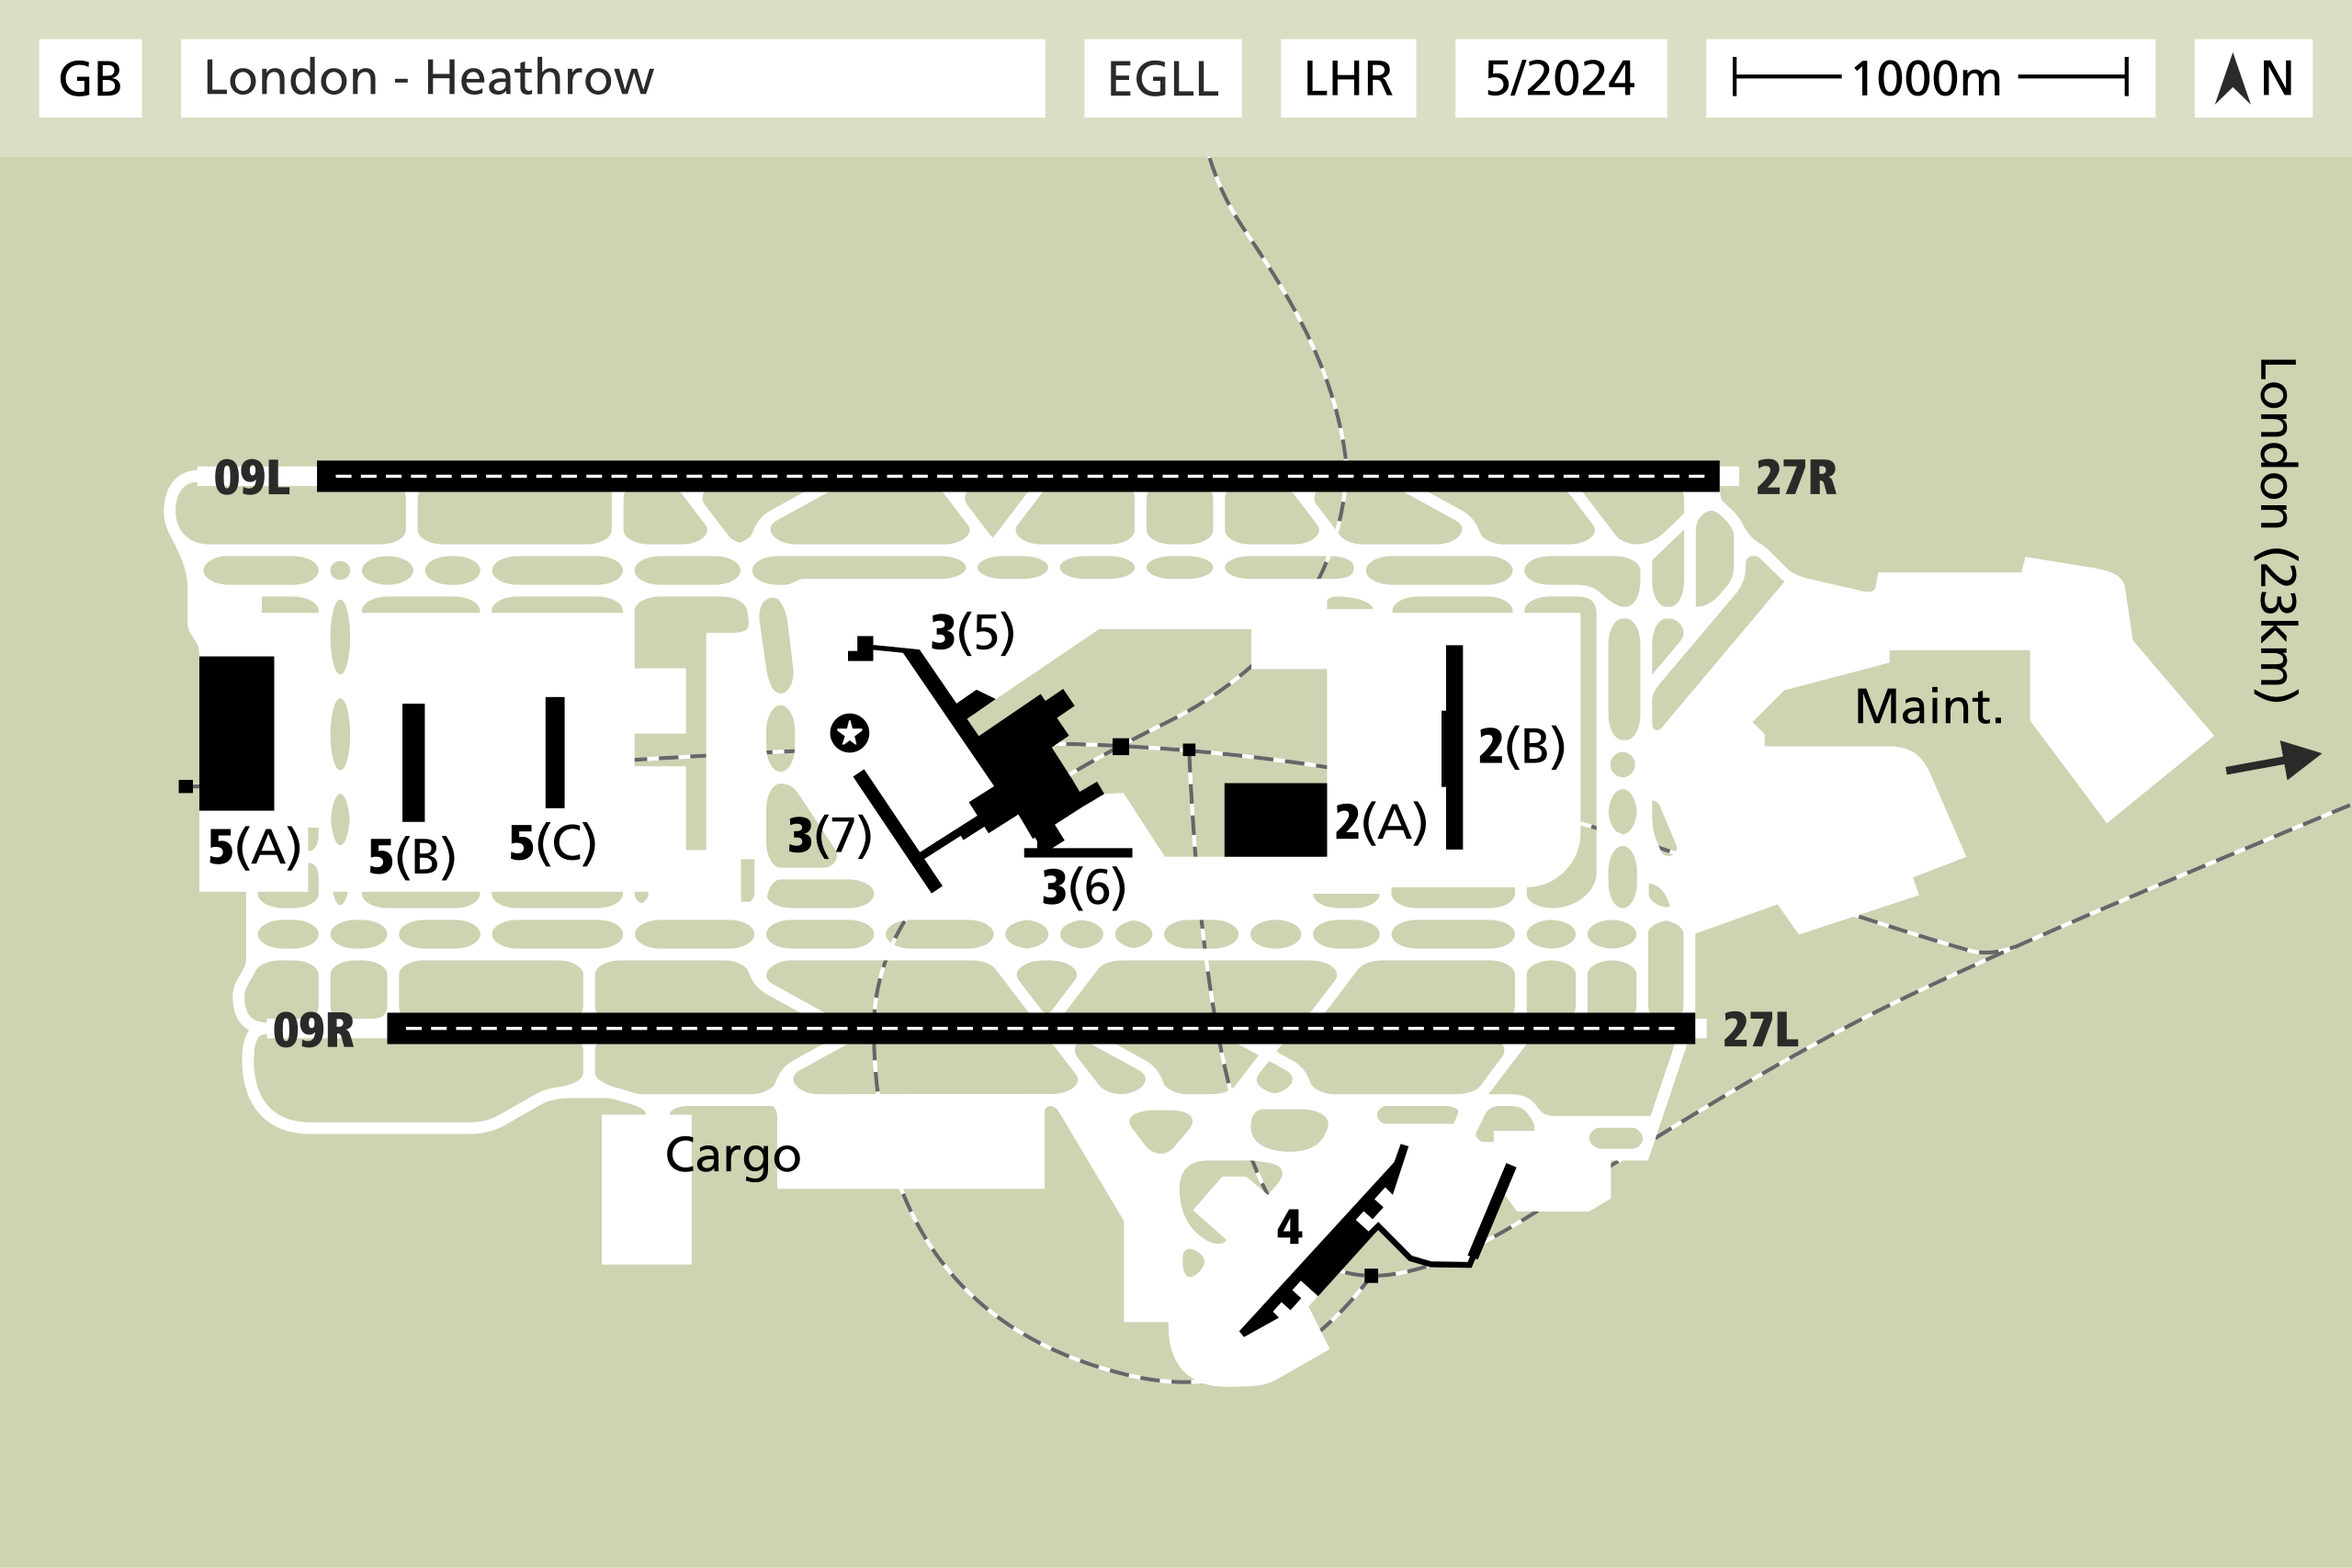 GB
London - Heathrow
EGLL
LHR
5/2024
1000m
N
London (23km)
09L
27R
3(5)
Maint.
2(B)
5(A)
5(B)
5(C)
3(7)
2(A)
3(6)
09R
27L
Cargo
4